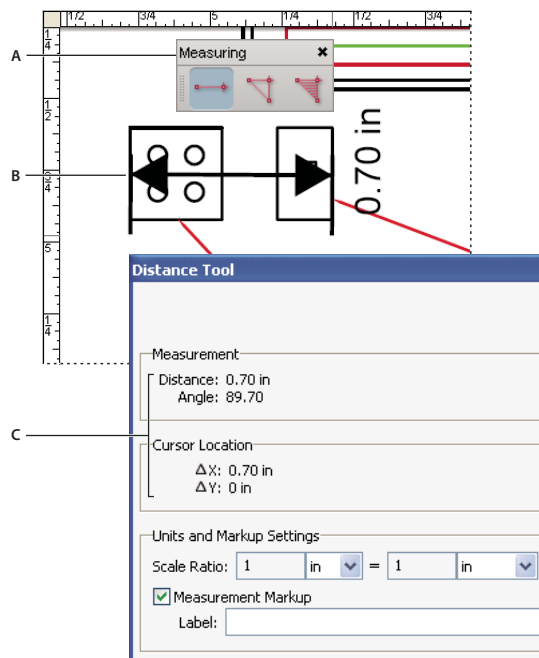 1/2 3/4 5 1/4 1/2 3/4
1/4
A
Measuring
1/2
0.70 in
B
3/4
5
Distance Tool
1/4
Measurement
Distance: 0.70 in
Angle: 89.70
C
Cursor Location
ΔX: 0.70 in
ΔY: 0 in
Units and Markup Settings
Scale Ratio: 1 in = 1 in
Measurement Markup
Label: